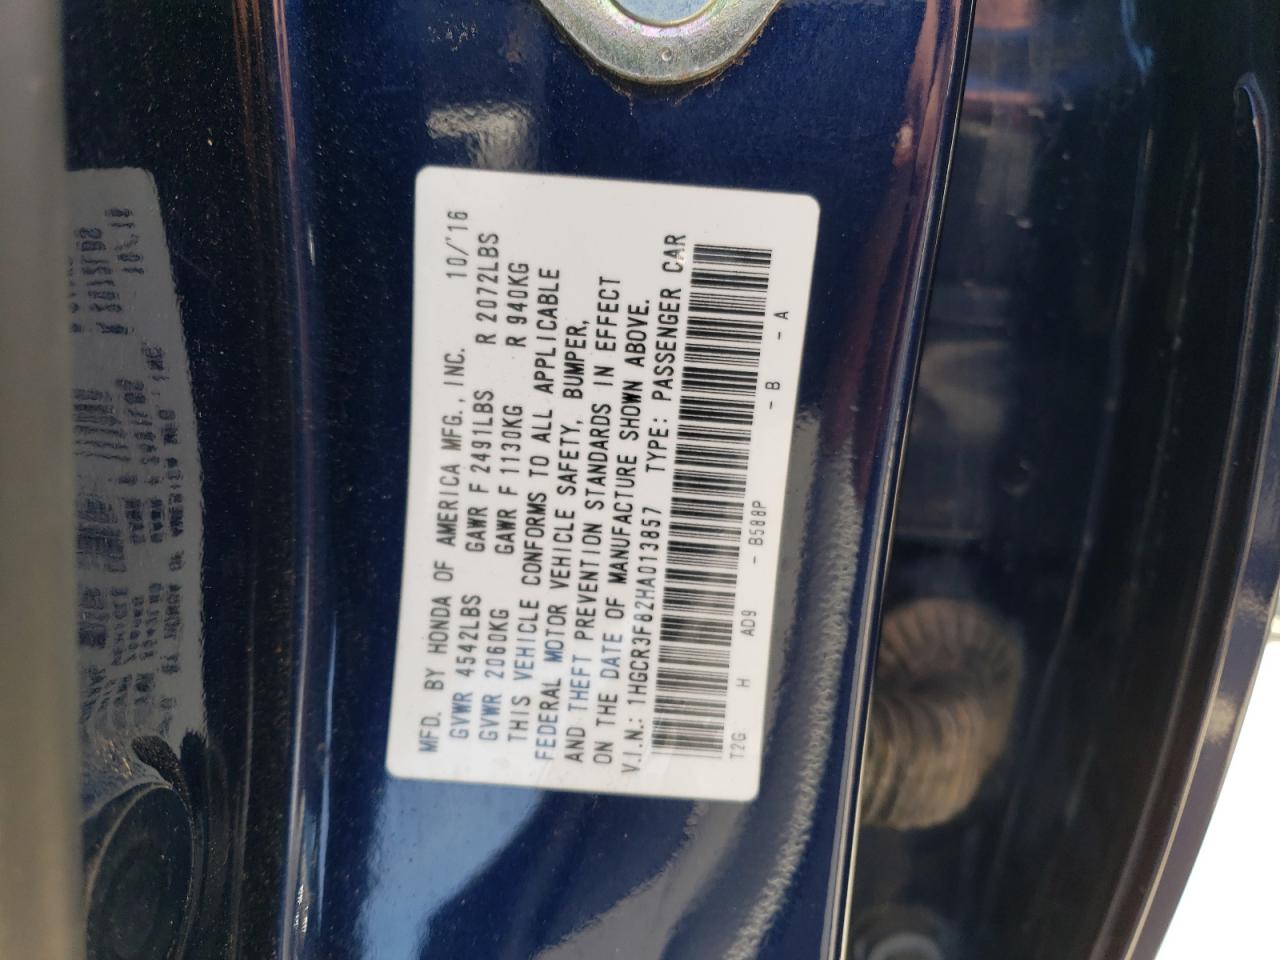 MFD. BY HONDA OF AMERICA MFG., INC. 10/'16
GVWR 4542LBS GAWR F 2491LBS R 2072LBS
GVWR 2060KG GAWR F 1130KG R 940KG
THIS VEHICLE CONFORMS TO ALL APPLICABLE
FEDERAL MOTOR VEHICLE SAFETY, BUMPER,
AND THEFT PREVENTION STANDARDS IN EFFECT
ON THE DATE OF MANUFACTURE SHOWN ABOVE.
V.I.N.: 1HGCR3F82HA013857 TYPE: PASSENGER CAR
T2G H AD9 - B588P - B - A